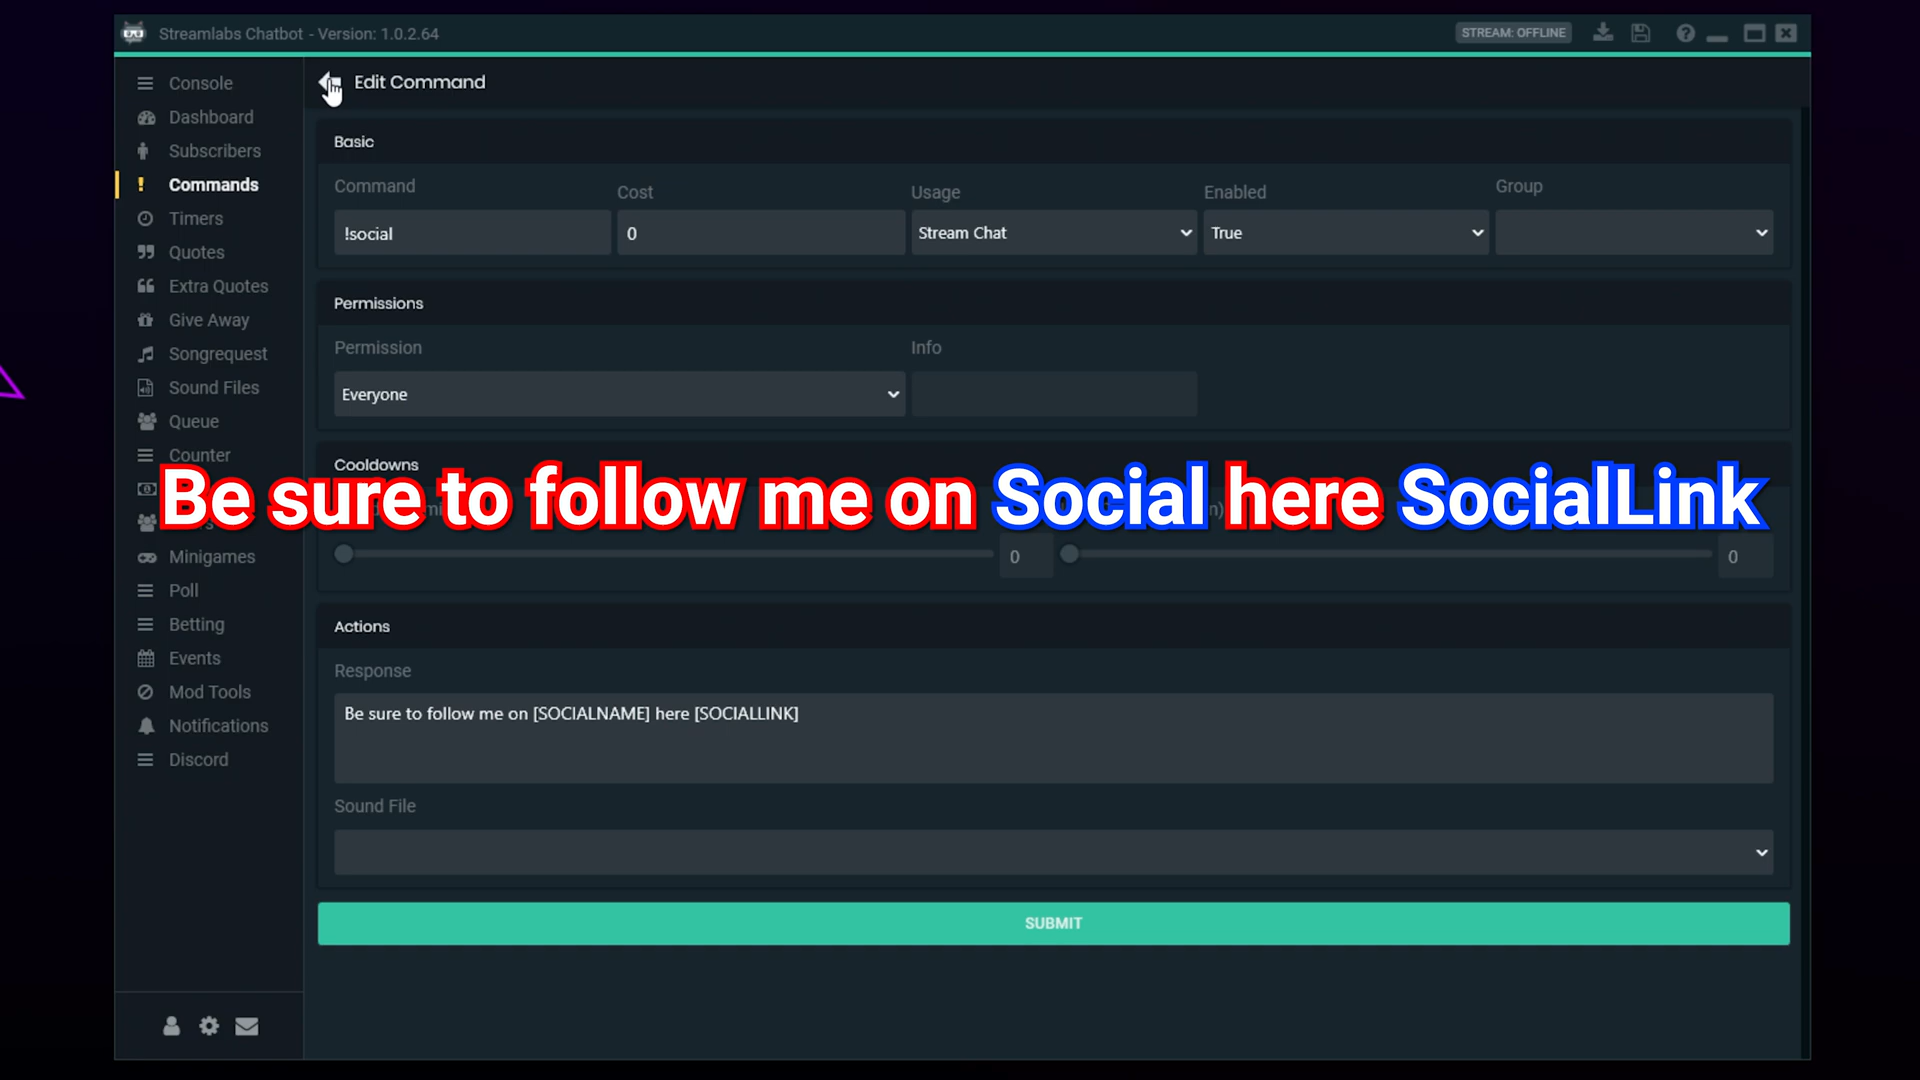 Streamlabs Chatbot - Version: 1.0.2.64
STREAM: OFFLINE
Console
Dashboard
Subscribers
Commands
Timers
Quotes
Extra Quotes
Give Away
Songrequest
Sound Files
Queue
Counter
Minigames
Poll
Betting
Events
Mod Tools
Notifications
Discord
Edit Command
Basic
Command
Cost
Usage
Enabled
Group
!social
0
Stream Chat
True
Permissions
Permission
Info
Everyone
Cooldowns
Be sure to follow me on Social here SocialLink
0
0
Actions
Response
Be sure to follow me on [SOCIALNAME] here [SOCIALLINK]
Sound File
SUBMIT